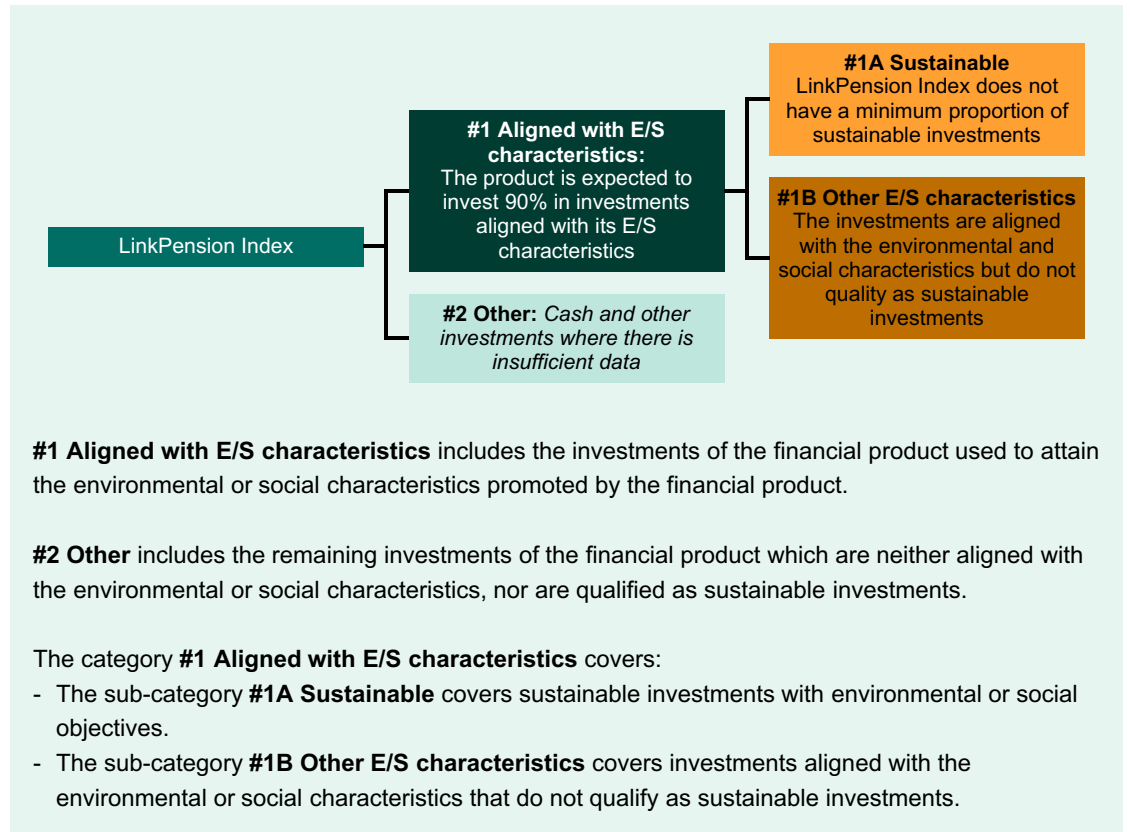 LinkPension Index
#1 Aligned with E/S
characteristics:
The product is expected to
invest 90% in investments
aligned with its E/S
characteristics
#2 Other: Cash and other
investments where there is
insufficient data
#1A Sustainable
LinkPension Index does not
have a minimum proportion of
sustainable investments
#1B Other E/S characteristics
The investments are aligned
with the environmental and
social characteristics but do not
quality as sustainable
investments
#1 Aligned with E/S characteristics includes the investments of the financial product used to attain
the environmental or social characteristics promoted by the financial product.
#2 Other includes the remaining investments of the financial product which are neither aligned with
the environmental or social characteristics, nor are qualified as sustainable investments.
The category #1 Aligned with E/S characteristics covers:
- The sub-category #1A Sustainable covers sustainable investments with environmental or social
objectives.
- The sub-category #1B Other E/S characteristics covers investments aligned with the
environmental or social characteristics that do not qualify as sustainable investments.